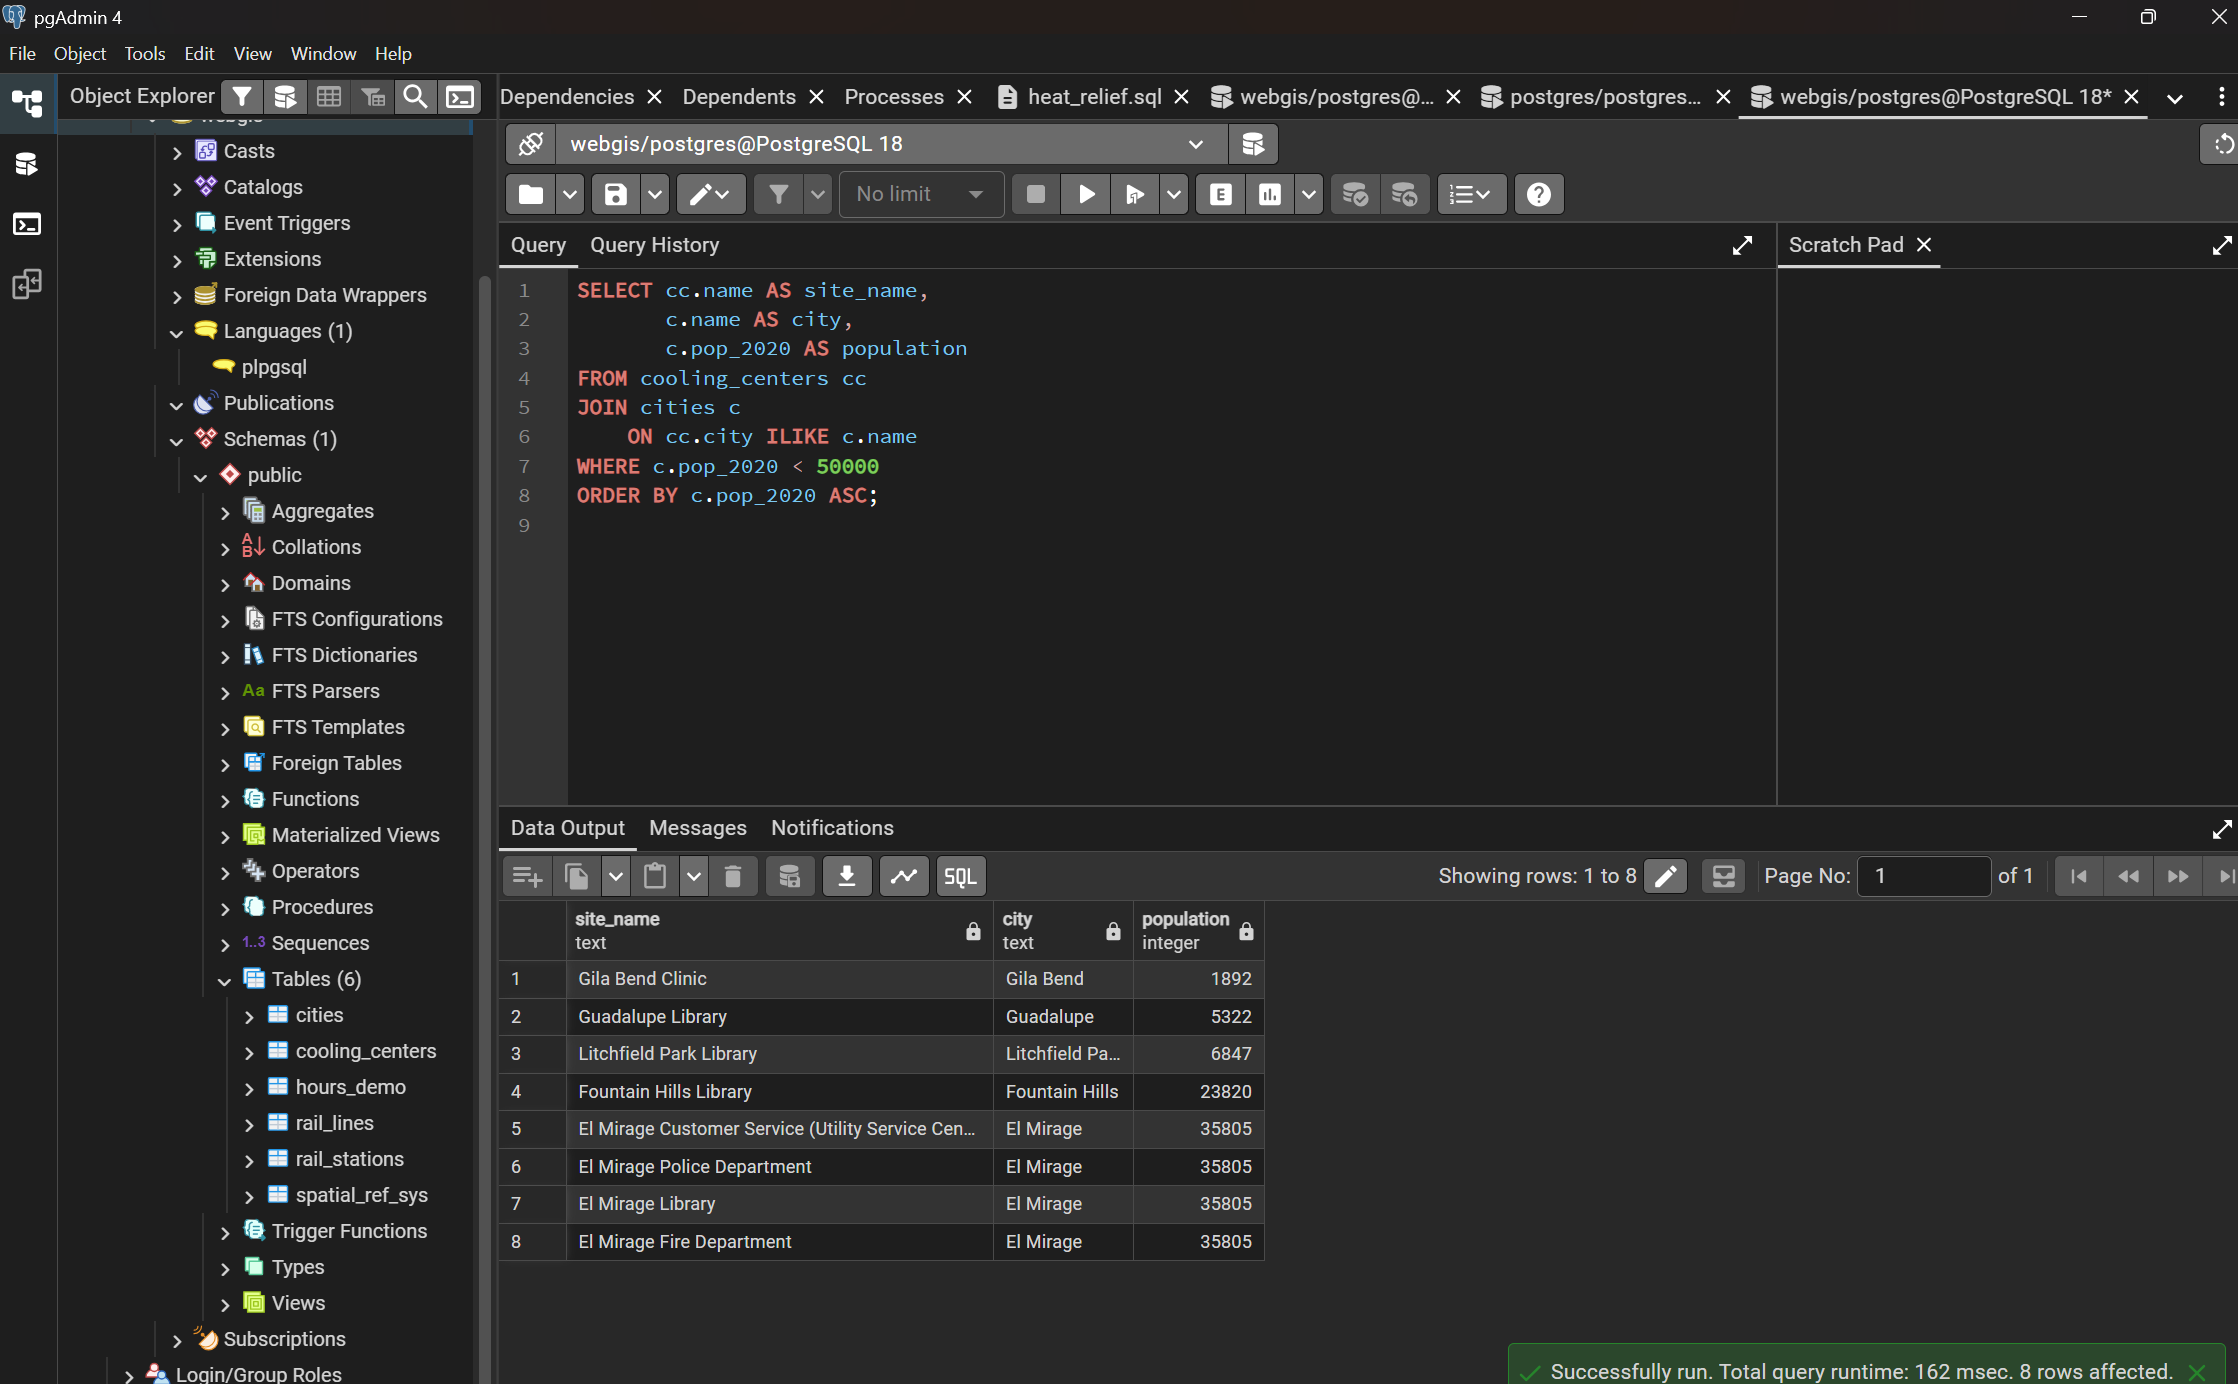 pgAdmin 4
File Object Tools Edit View Window Help
Object Explorer
Dependencies Dependents Processes heat_relief.sql webgis/postgres@... postgres/postgres... webgis/postgres@PostgreSQL 18*
webgis/postgres@PostgreSQL 18
No limit
E
Query Query History
Scratch Pad
webgis
Casts
Catalogs
Event Triggers
Extensions
Foreign Data Wrappers
Languages (1)
plpgsql
Publications
Schemas (1)
public
Aggregates
Collations
Domains
FTS Configurations
FTS Dictionaries
Aa FTS Parsers
FTS Templates
Foreign Tables
Functions
Materialized Views
Operators
Procedures
1..3 Sequences
Tables (6)
cities
cooling_centers
hours_demo
rail_lines
rail_stations
spatial_ref_sys
Trigger Functions
Types
Views
Subscriptions
Login/Group Roles
1 SELECT cc.name AS site_name,
2 c.name AS city,
3 c.pop_2020 AS population
4 FROM cooling_centers cc
5 JOIN cities c
6 ON cc.city ILIKE c.name
7 WHERE c.pop_2020 < 50000
8 ORDER BY c.pop_2020 ASC;
9
Data Output Messages Notifications
SQL
Showing rows: 1 to 8 Page No: 1 of 1
site_name city population
text text integer
1 Gila Bend Clinic Gila Bend 1892
2 Guadalupe Library Guadalupe 5322
3 Litchfield Park Library Litchfield Pa... 6847
4 Fountain Hills Library Fountain Hills 23820
5 El Mirage Customer Service (Utility Service Cen... El Mirage 35805
6 El Mirage Police Department El Mirage 35805
7 El Mirage Library El Mirage 35805
8 El Mirage Fire Department El Mirage 35805
Successfully run. Total query runtime: 162 msec. 8 rows affected.